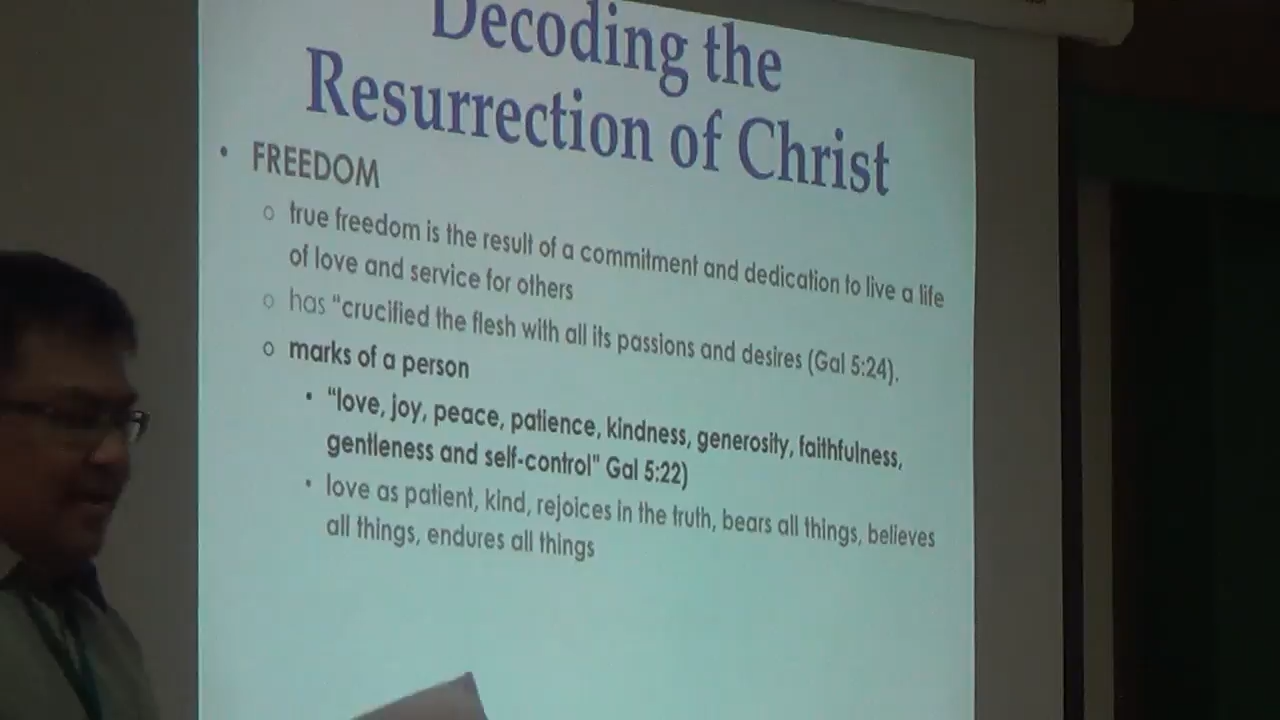 Decoding the
Resurrection of Christ
• FREEDOM
o true freedom is the result of a commitment and dedication to live a life
of love and service for others
o has "crucified the flesh with all its passions and desires (Gal 5:24).
o marks of a person
• "love, joy, peace, patience, kindness, generosity, faithfulness,
gentleness and self-control" Gal 5:22)
• love as patient, kind, rejoices in the truth, bears all things, believes
all things, endures all things